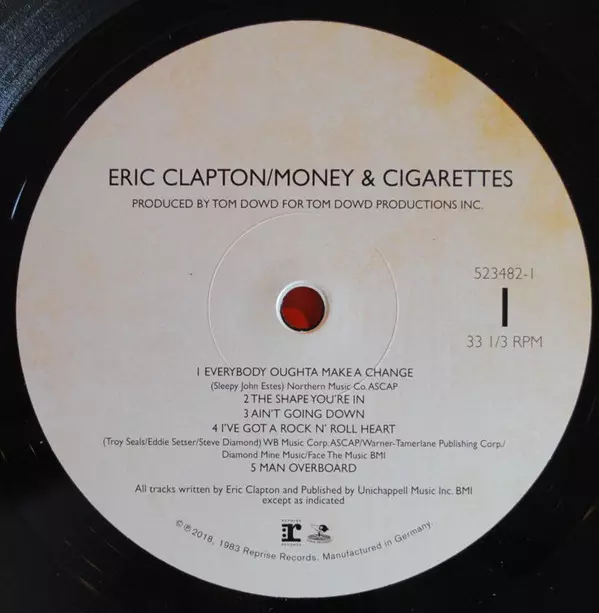 ERIC CLAPTON/MONEY & CIGARETTES
PRODUCED BY TOM DOWD FOR TOM DOWD PRODUCTIONS INC.
523482-1
1
33 1/3 RPM
1 EVERYBODY OUGHTA MAKE A CHANGE
(Sleepy John Estes) Northern Music Co. ASCAP
2 THE SHAPE YOU'RE IN
3 AIN'T GOING DOWN
4 I'VE GOT A ROCK N' ROLL HEART
(Troy Seals/Eddie Setser/Steve Diamond) WB Music Corp. ASCAP/Warner-Tamerlane Publishing Corp./
Diamond Mine Music/Face The Music BMI
5 MAN OVERBOARD
All tracks written by Eric Clapton and Published by Unichappell Music Inc. BMI
except as indicated
REPRISE
r
RECORDS
©℗2018, 1983 Reprise Records. Manufactured in Germany.